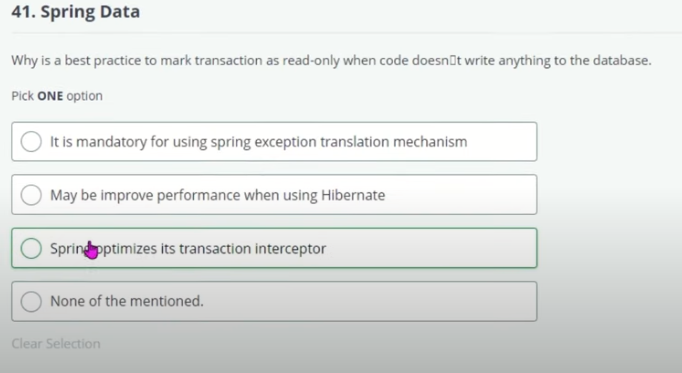 41. Spring Data
Why is a best practice to mark transaction as read-only when code doesn▯t write anything to the database.
Pick ONE option
It is mandatory for using spring exception translation mechanism
May be improve performance when using Hibernate
Spring optimizes its transaction interceptor
None of the mentioned.
Clear Selection